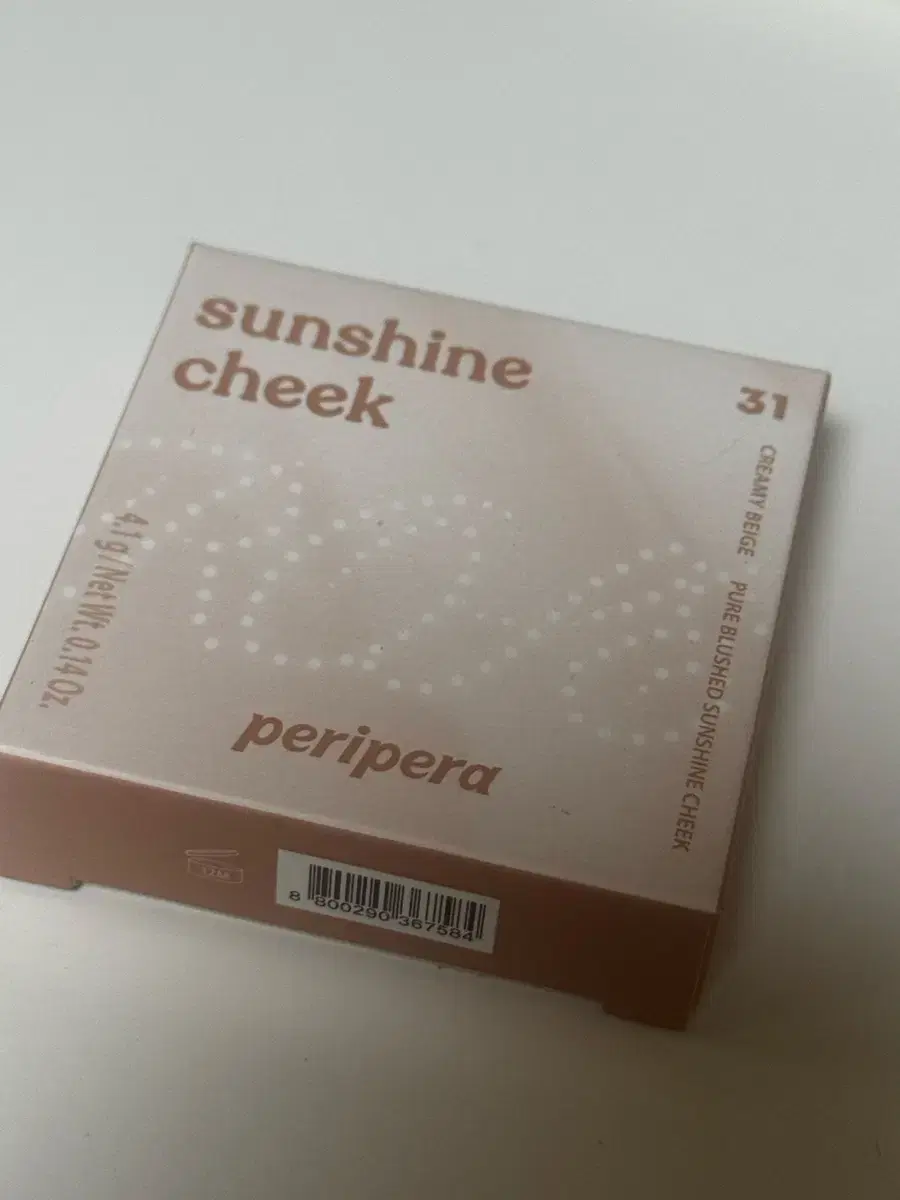 sunshine
cheek
31
CREAMY BEIGE PURE BLUSHED SUNSHINE CHEEK
4.1 g/Net Wt. 0.14 Oz.
peripera
12M
8 800290 367584